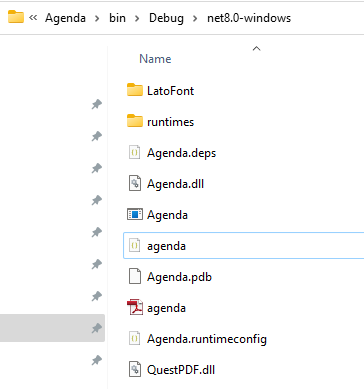 « Agenda > bin > Debug > net8.0-windows
Name
LatoFont
runtimes
Agenda.deps
Agenda.dll
Agenda
agenda
Agenda.pdb
agenda
Agenda.runtimeconfig
QuestPDF.dll